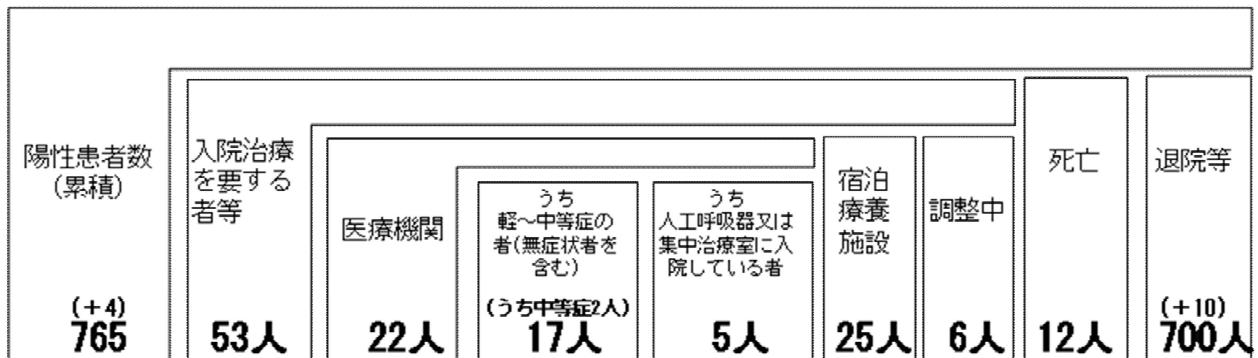 陽性患者数
(累積)
(+4)
765
入院治療
を要する
者等
53人
医療機関
22人
うち
軽～中等症の
者(無症状者を
含む)
(うち中等症2人)
17人
うち
人工呼吸器又は
集中治療室に入
院している者
5人
宿泊
療養
施設
25人
調整中
6人
死亡
12人
退院等
(+10)
700人